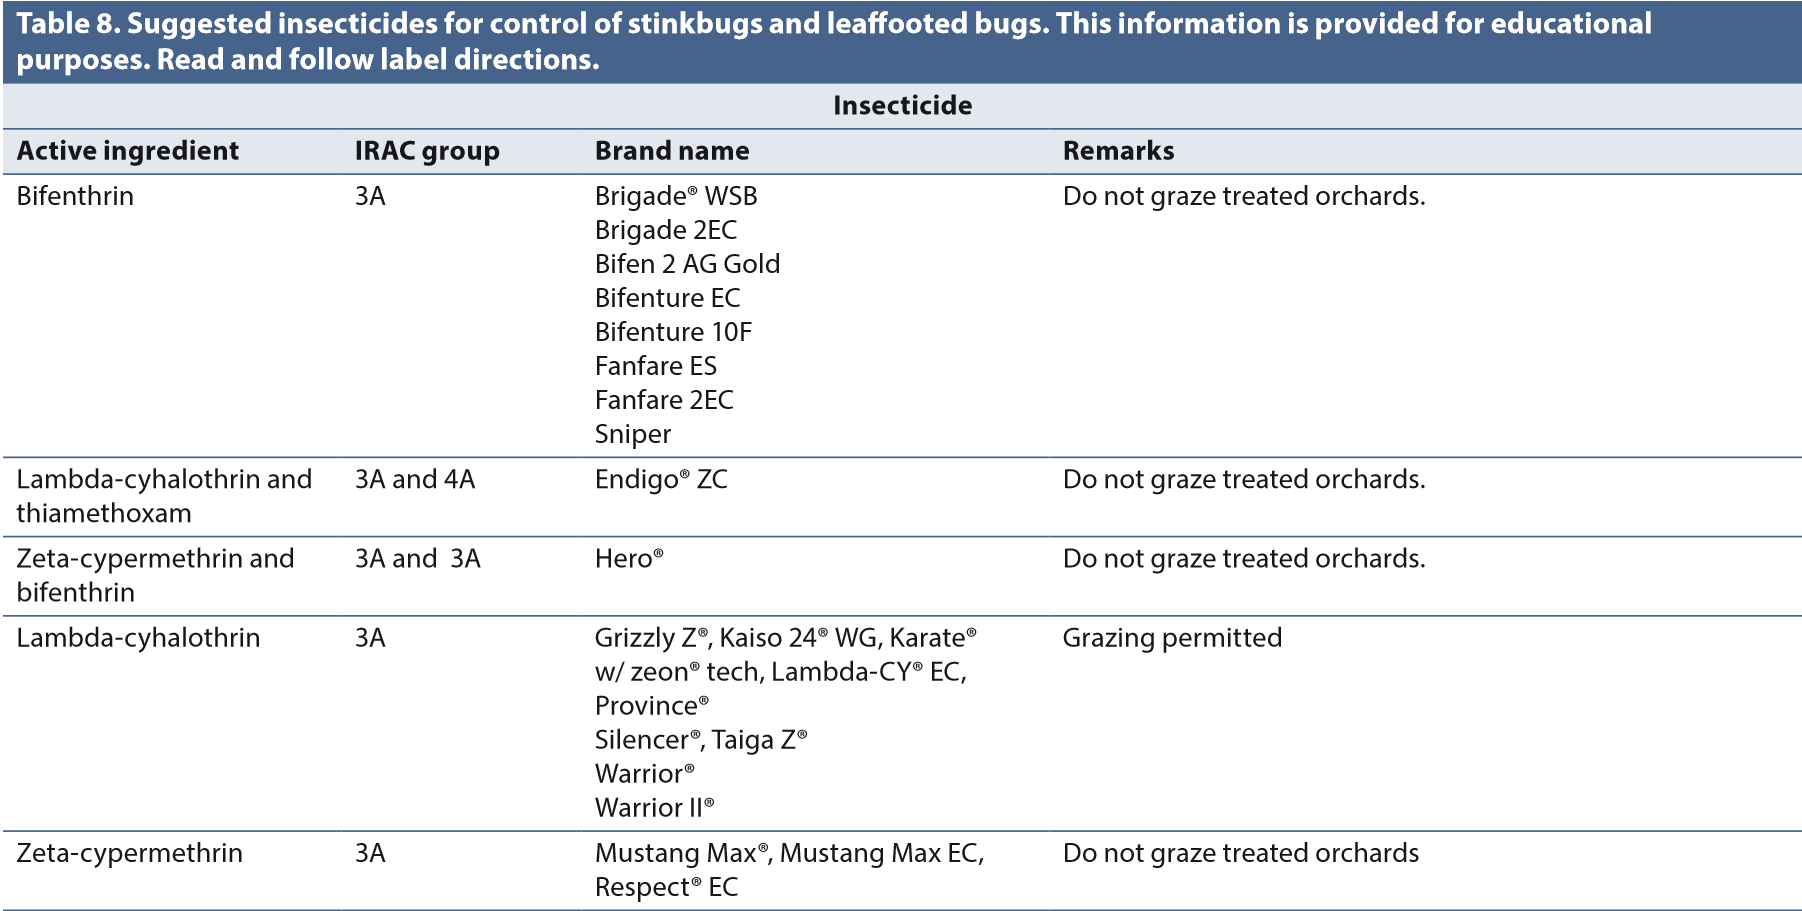 Table 8. Suggested insecticides for control of stinkbugs and leaffooted bugs. This information is provided for educational
purposes. Read and follow label directions.
Insecticide
Active ingredient IRAC group Brand name Remarks
Bifenthrin 3A Brigade® WSB Do not graze treated orchards.
Brigade 2EC
Bifen 2 AG Gold
Bifenture EC
Bifenture 10F
Fanfare ES
Fanfare 2EC
Sniper
Lambda-cyhalothrin and 3A and 4A Endigo® ZC Do not graze treated orchards.
thiamethoxam
Zeta-cypermethrin and 3A and 3A Hero® Do not graze treated orchards.
bifenthrin
Lambda-cyhalothrin 3A Grizzly Z®, Kaiso 24® WG, Karate® Grazing permitted
w/ zeon® tech, Lambda-CY® EC,
Province®
Silencer®, Taiga Z®
Warrior®
Warrior II®
Zeta-cypermethrin 3A Mustang Max®, Mustang Max EC, Do not graze treated orchards
Respect® EC